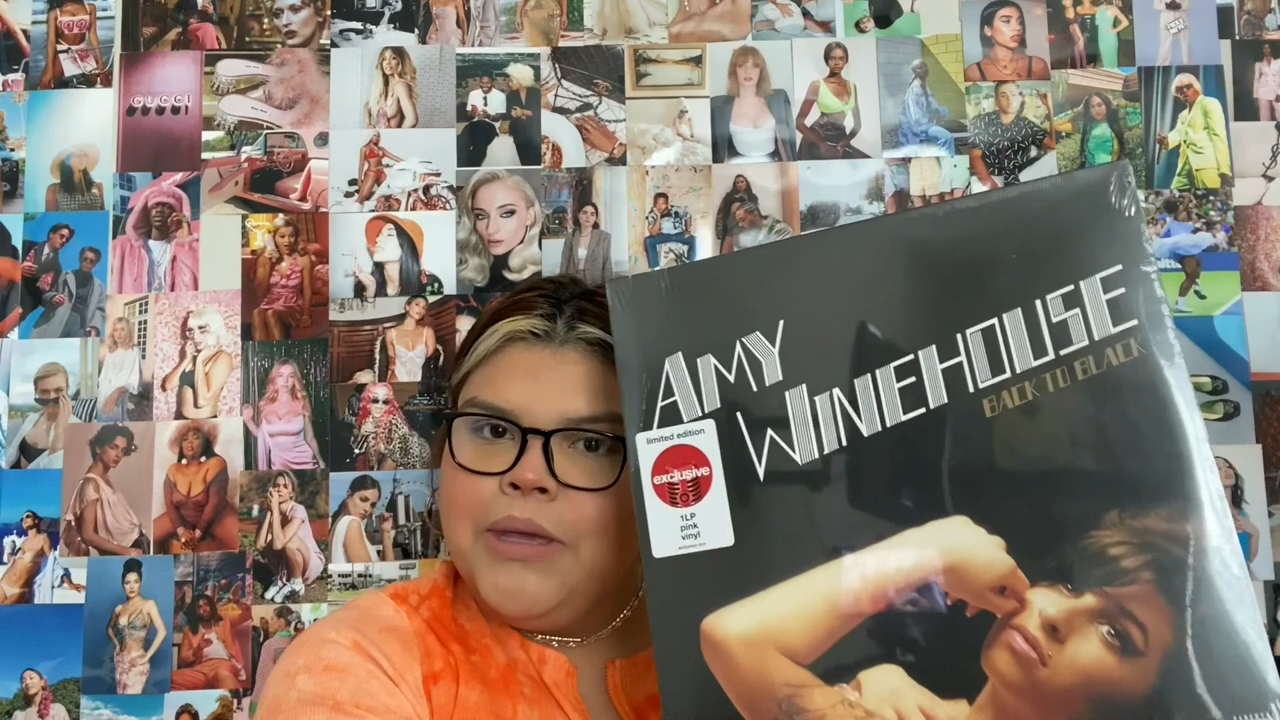 GUCCI
AMY
WINEHOUSE
BACK TO BLACK
limited edition
exclusive
1LP
pink
vinyl